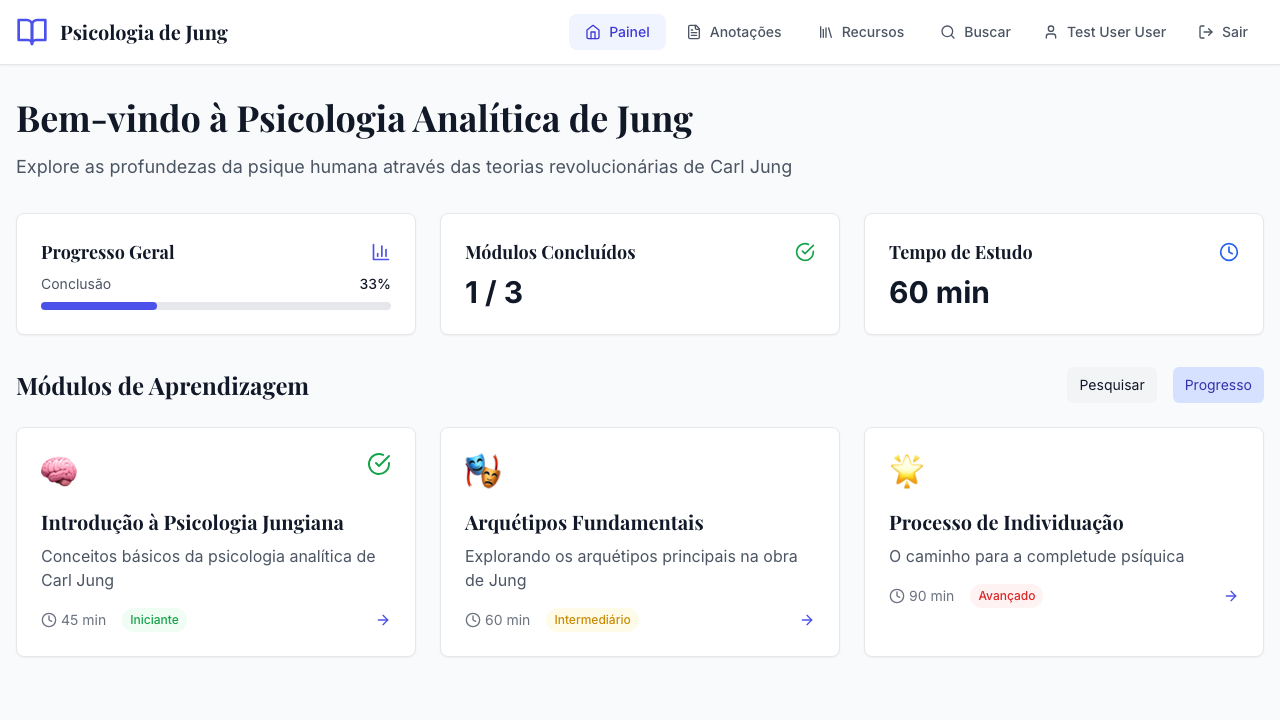 Psicologia de Jung
Painel
Anotações
Recursos
Buscar
Test User User
Sair
Bem-vindo à Psicologia Analítica de Jung
Explore as profundezas da psique humana através das teorias revolucionárias de Carl Jung
Progresso Geral
Conclusão
33%
Módulos Concluídos
1 / 3
Tempo de Estudo
60 min
Módulos de Aprendizagem
Pesquisar
Progresso
Introdução à Psicologia Jungiana
Conceitos básicos da psicologia analítica de
Carl Jung
45 min
Iniciante
Arquétipos Fundamentais
Explorando os arquétipos principais na obra
de Jung
60 min
Intermediário
Processo de Individuação
O caminho para a completude psíquica
90 min
Avançado